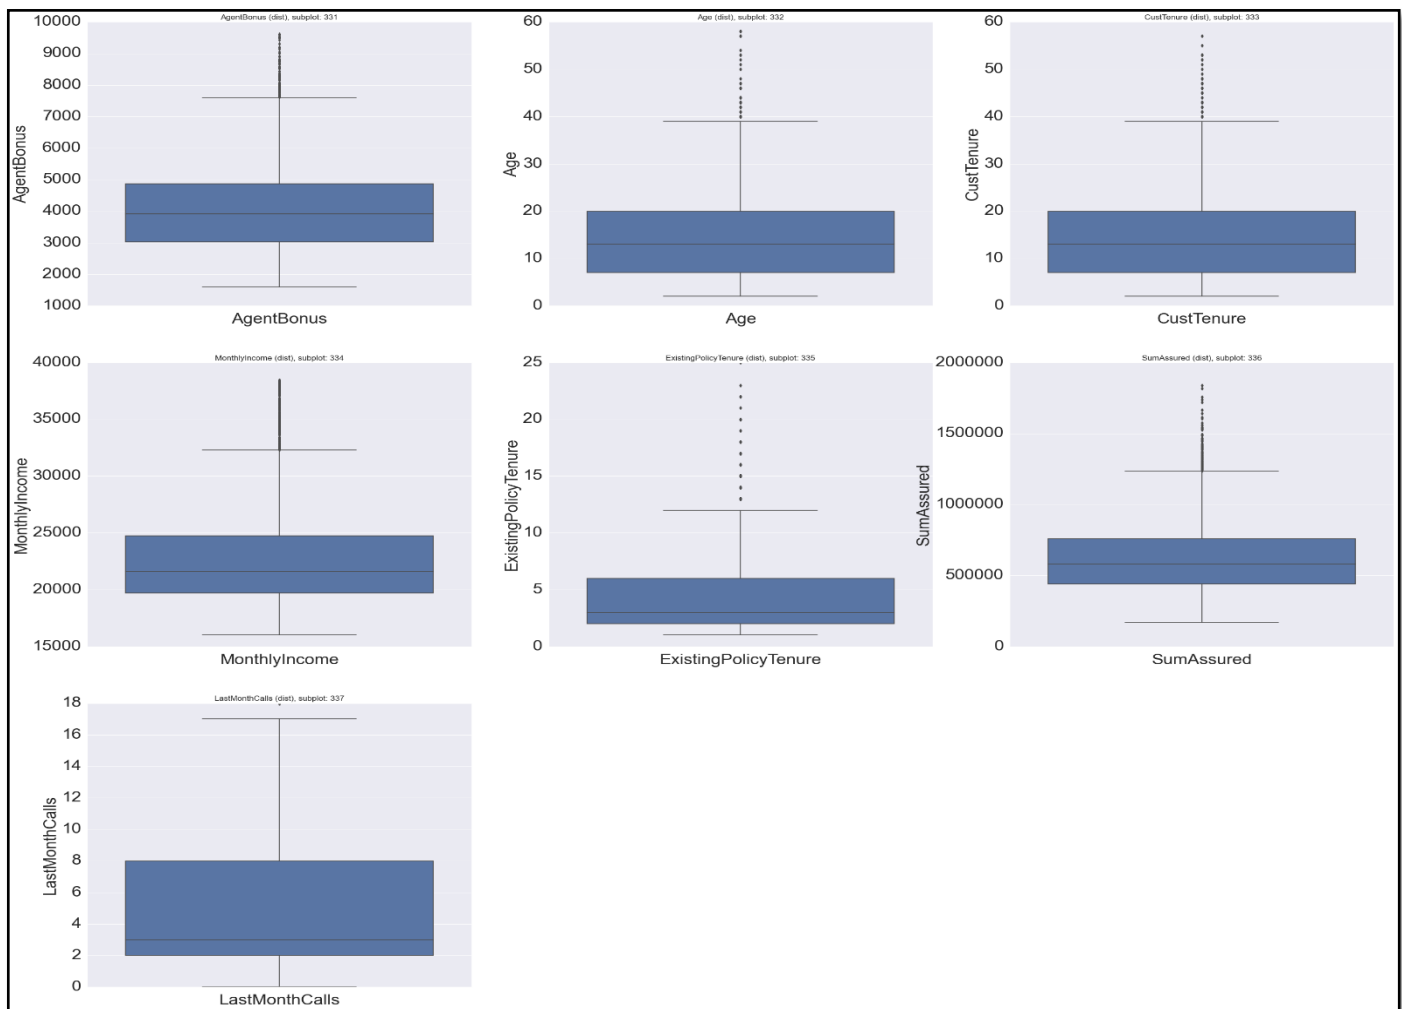 AgentBonus (dist), subplot: 331
AgentBonus
10000
9000
8000
7000
6000
5000
4000
3000
2000
1000
AgentBonus
Age (dist), subplot: 332
Age
60
50
40
30
20
10
0
Age
CustTenure (dist), subplot: 333
CustTenure
60
50
40
30
20
10
0
CustTenure
MonthlyIncome (dist), subplot: 334
MonthlyIncome
40000
35000
30000
25000
20000
15000
MonthlyIncome
ExistingPolicyTenure (dist), subplot: 335
ExistingPolicyTenure
25
20
15
10
5
0
ExistingPolicyTenure
SumAssured (dist), subplot: 336
SumAssured
2000000
1500000
1000000
500000
0
SumAssured
LastMonthCalls (dist), subplot: 337
LastMonthCalls
18
16
14
12
10
8
6
4
2
0
LastMonthCalls